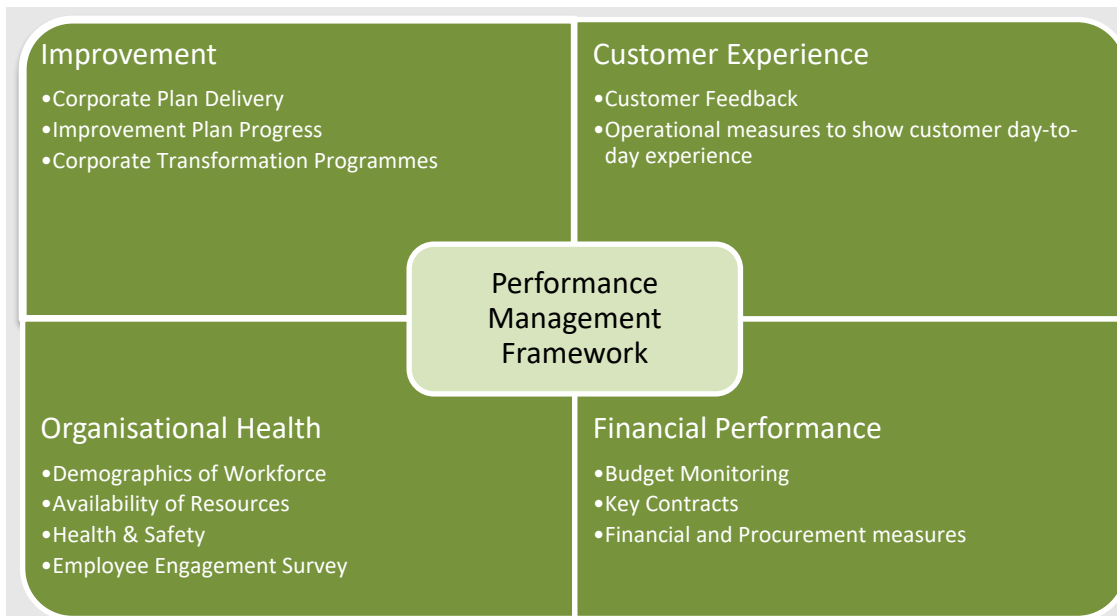 Improvement
•Corporate Plan Delivery
•Improvement Plan Progress
•Corporate Transformation Programmes
Customer Experience
•Customer Feedback
•Operational measures to show customer day-to-
day experience
Performance
Management
Framework
Organisational Health
•Demographics of Workforce
•Availability of Resources
•Health & Safety
•Employee Engagement Survey
Financial Performance
•Budget Monitoring
•Key Contracts
•Financial and Procurement measures